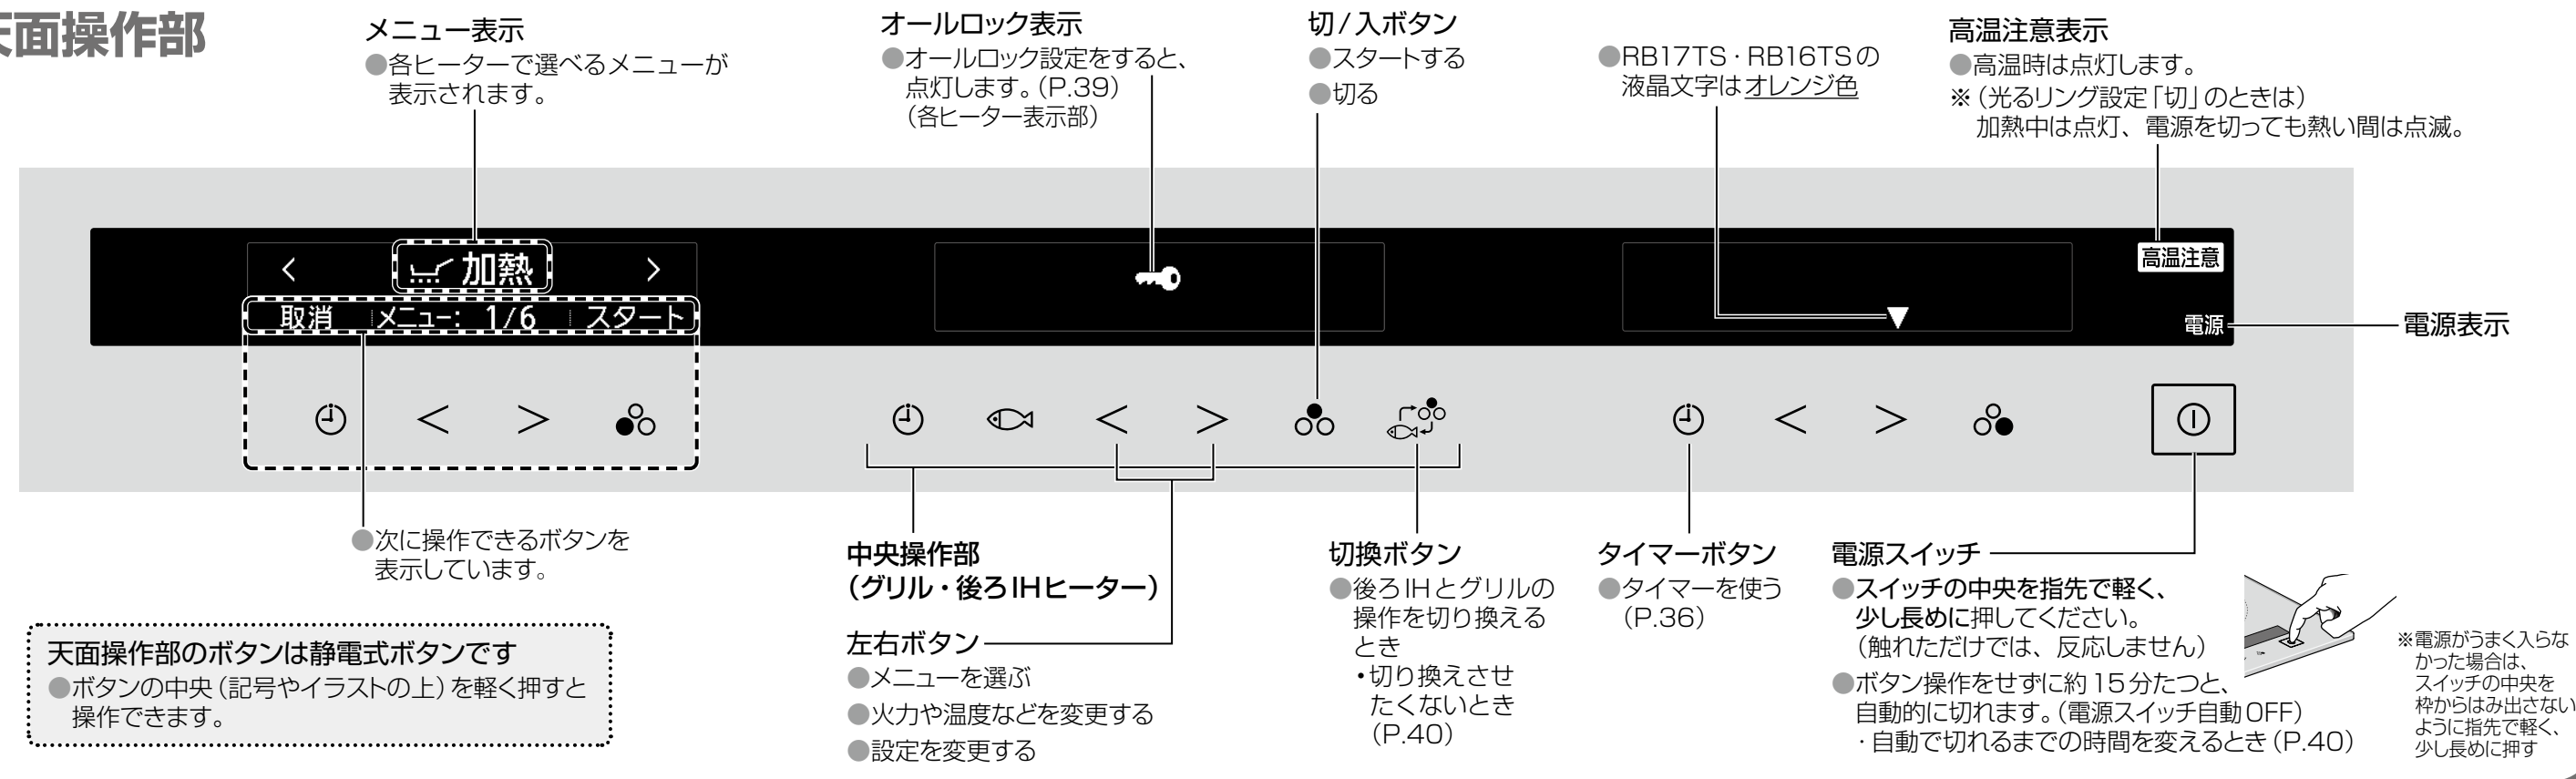 天面操作部
メニュー表示
●各ヒーターで選べるメニューが
表示されます。
オールロック表示
●オールロック設定をすると、
点灯します。(P.39)
(各ヒーター表示部)
切/入ボタン
●スタートする
●切る
●RB17TS・RB16TSの
液晶文字はオレンジ色
高温注意表示
●高温時は点灯します。
※(光るリング設定「切」のときは)
加熱中は点灯、電源を切っても熱い間は点滅。
< 加熱 >
取消 メニュー: 1/6 スタート
高温注意
電源
電源表示
●次に操作できるボタンを
表示しています。
天面操作部のボタンは静電式ボタンです
●ボタンの中央(記号やイラストの上)を軽く押すと
操作できます。
中央操作部
(グリル・後ろIHヒーター)
左右ボタン
●メニューを選ぶ
●火力や温度などを変更する
●設定を変更する
切換ボタン
●後ろIHとグリルの
操作を切り換える
とき
・切り換えさせ
たくないとき
(P.40)
タイマーボタン
●タイマーを使う
(P.36)
電源スイッチ
●スイッチの中央を指先で軽く、
少し長めに押してください。
(触れただけでは、反応しません)
●ボタン操作をせずに約15分たつと、
自動的に切れます。(電源スイッチ自動OFF)
・自動で切れるまでの時間を変えるとき(P.40)
※電源がうまく入らな
かった場合は、
スイッチの中央を
枠からはみ出さない
ように指先で軽く、
少し長めに押す